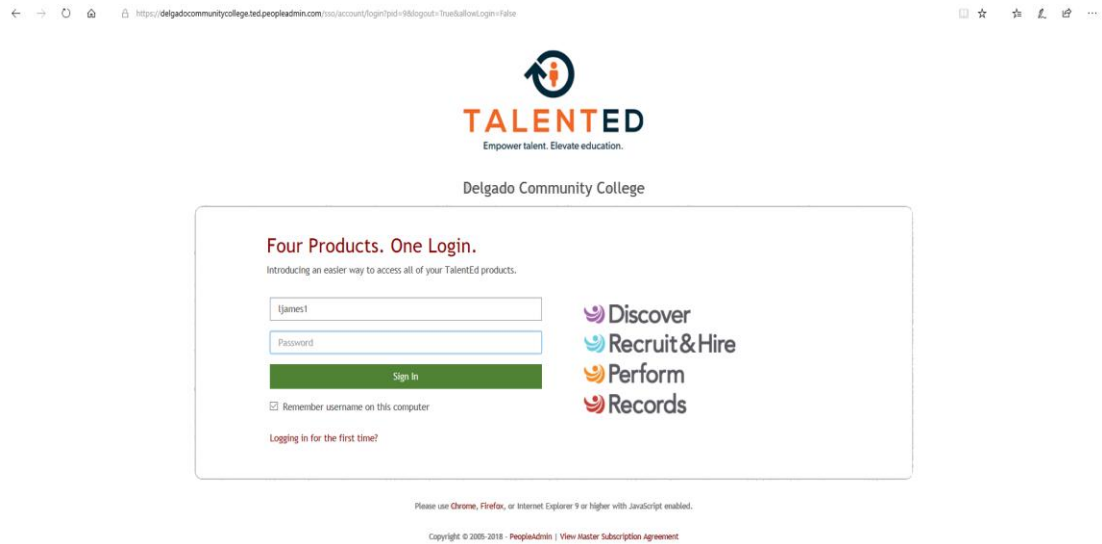 https://delgadocommunitycollege.ted.peopleadmin.com/sso/account/login?pid=98&logout=True&allowLogin=False
TALENTED
Empower talent. Elevate education.
Delgado Community College
Four Products. One Login.
Introducing an easier way to access all of your TalentEd products.
ljames1
Password
Sign In
Remember username on this computer
Logging in for the first time?
Discover
Recruit & Hire
Perform
Records
Please use Chrome, Firefox, or Internet Explorer 9 or higher with JavaScript enabled.
Copyright © 2005-2018 - PeopleAdmin | View Master Subscription Agreement